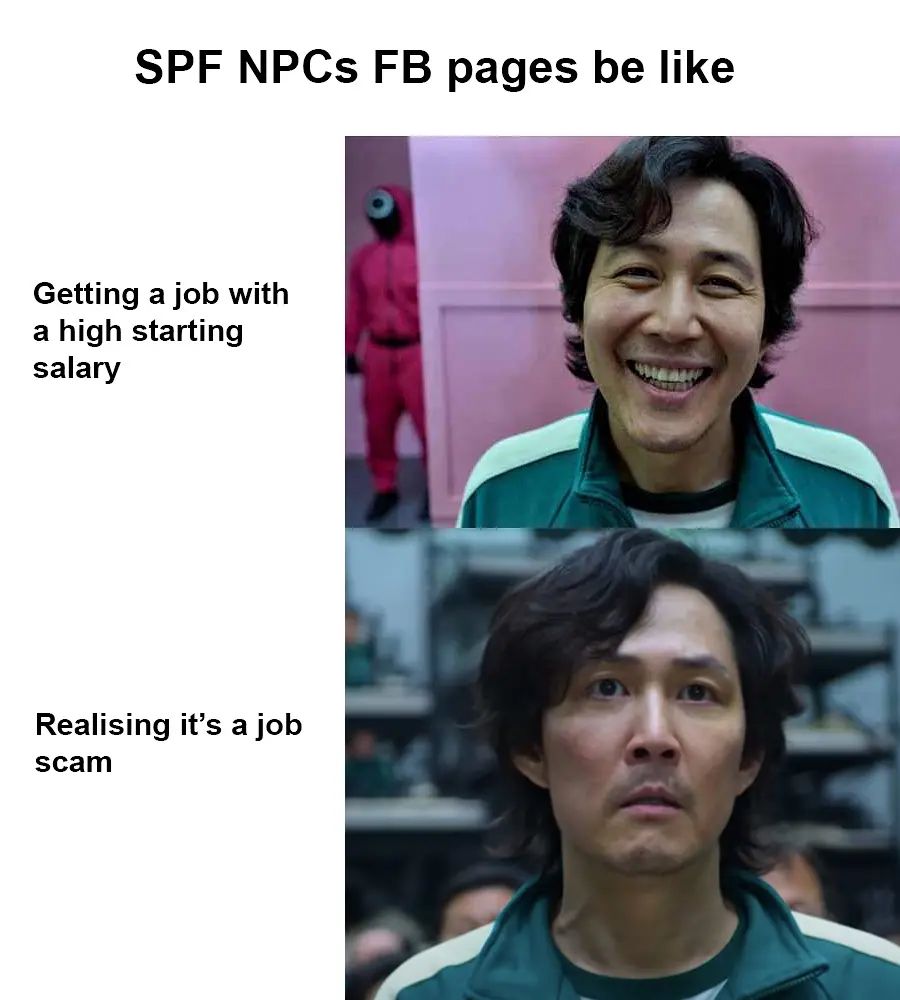 SPF NPCs FB pages be like
Getting a job with
a high starting
salary
Realising it’s a job
scam